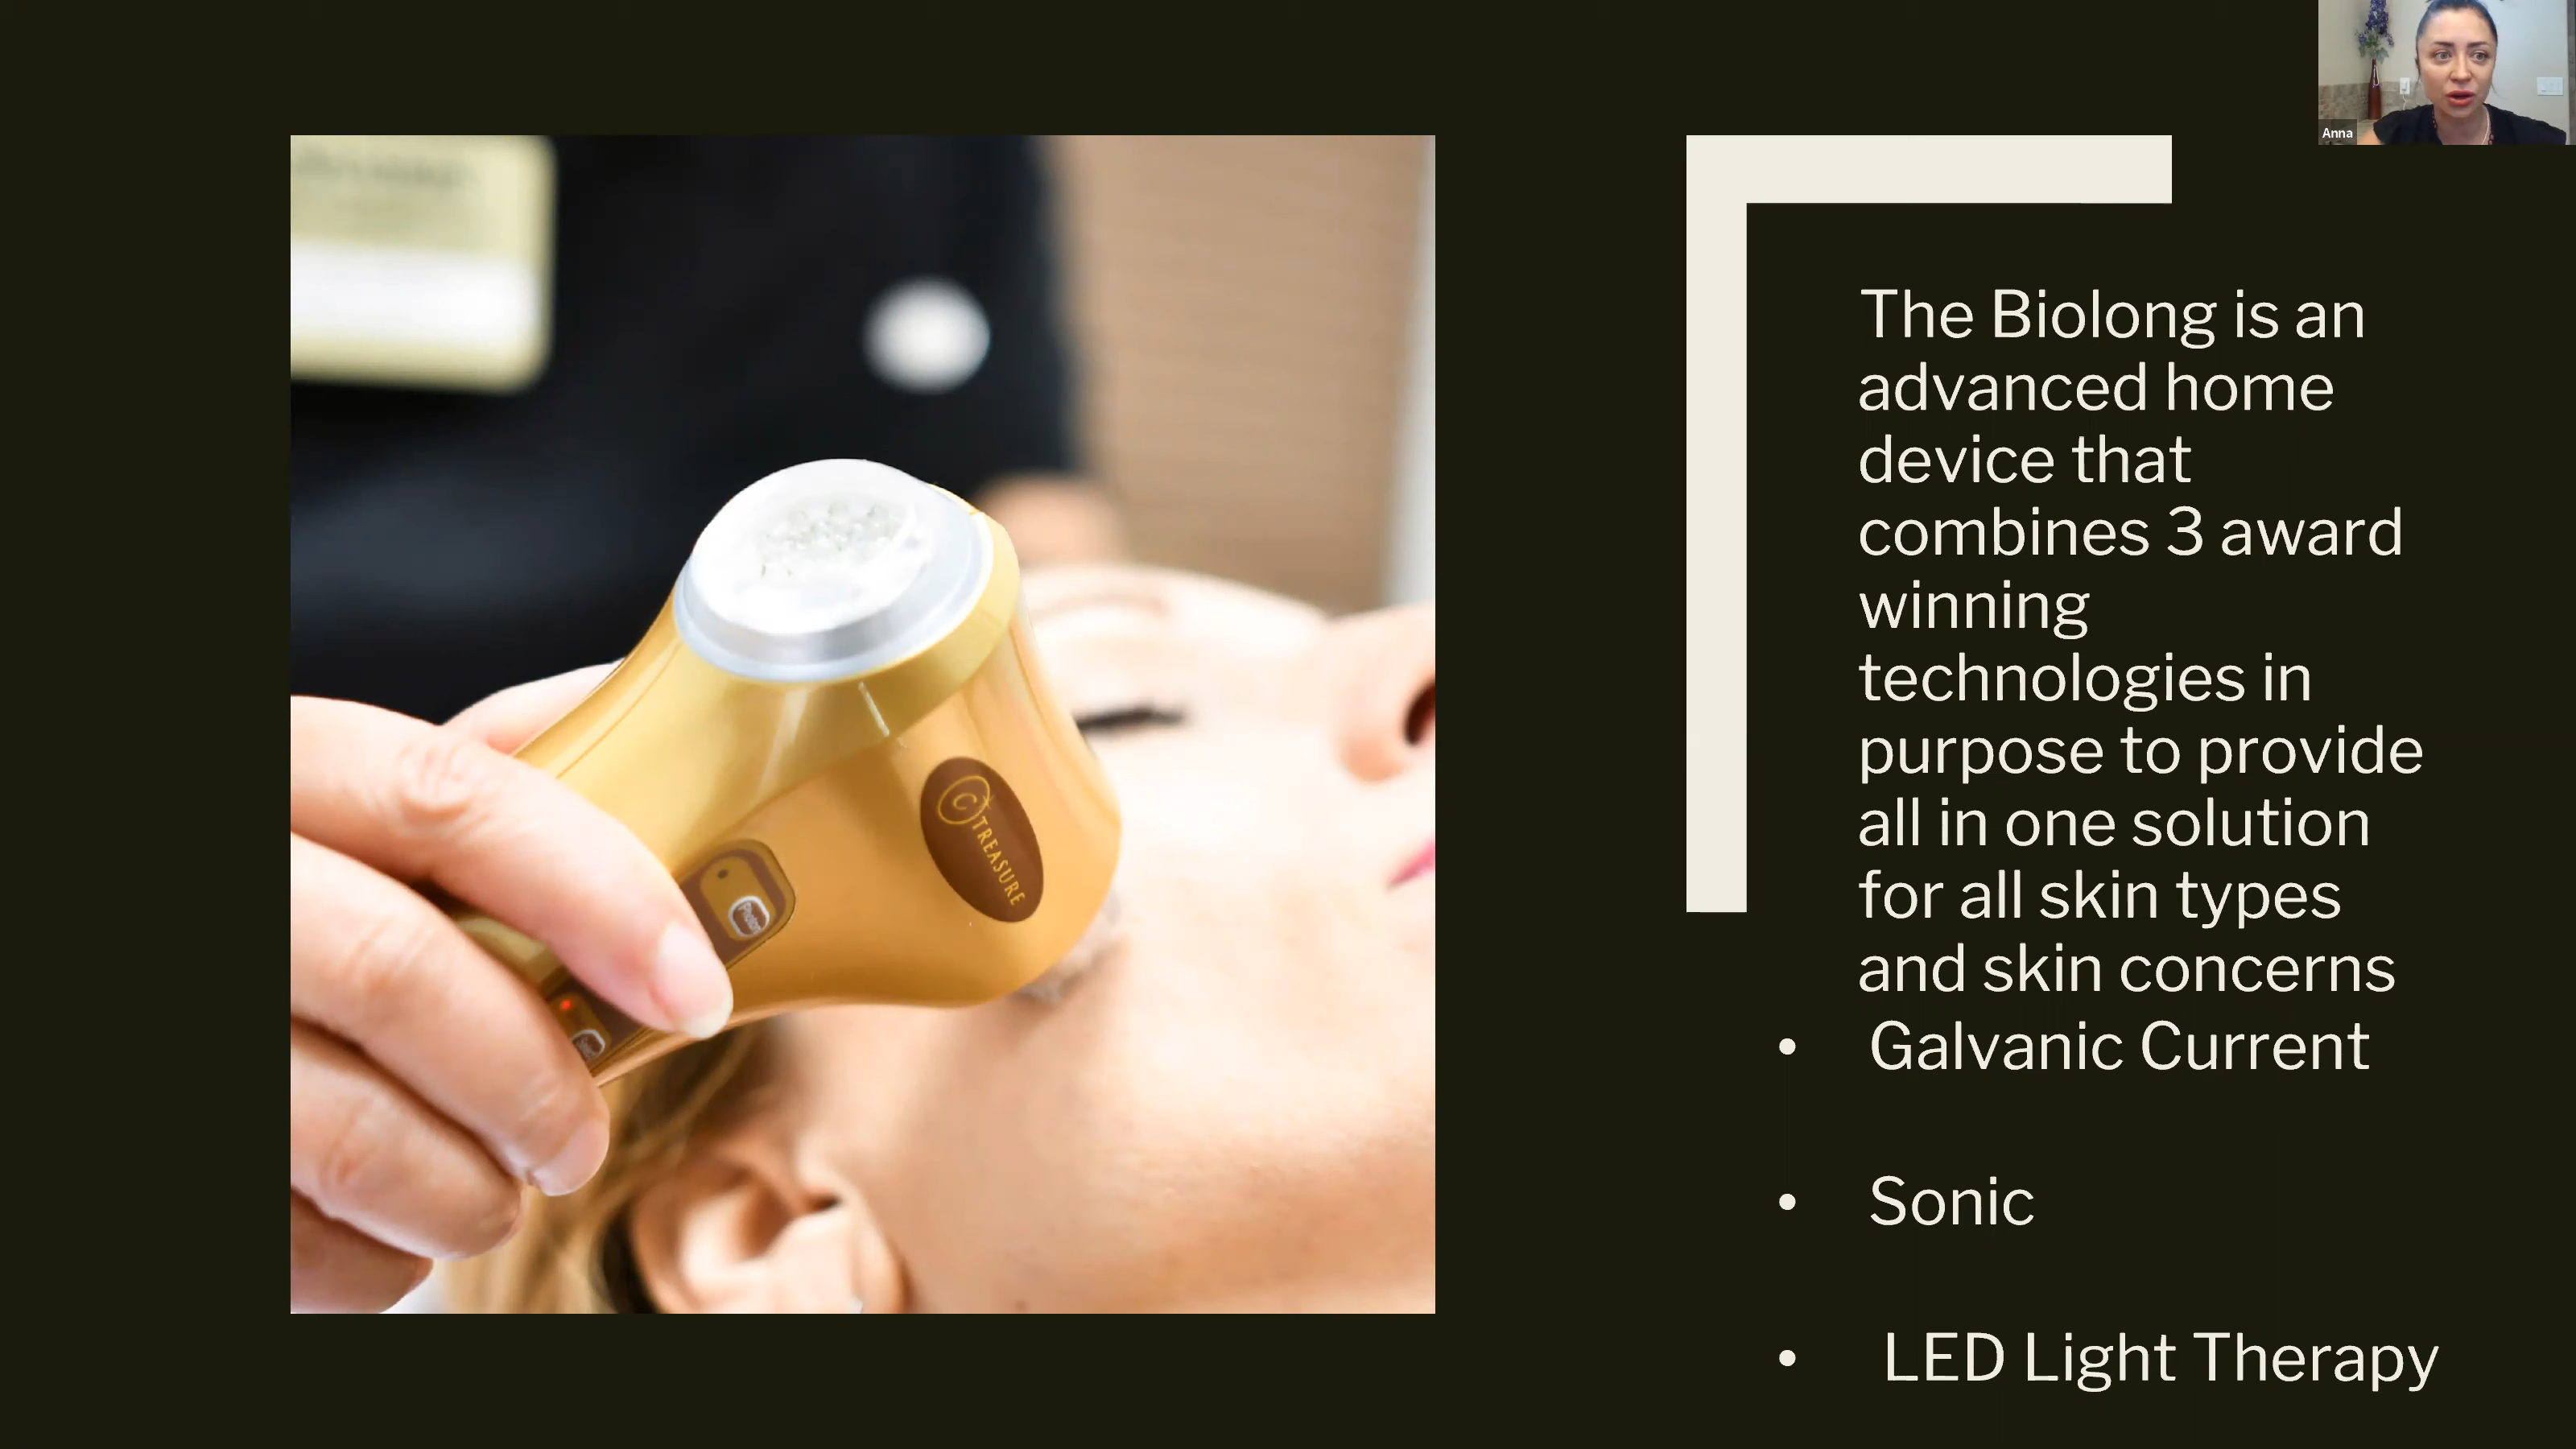 Anna
The Biolong is an
advanced home
device that
combines 3 award
winning
technologies in
purpose to provide
all in one solution
for all skin types
and skin concerns
• Galvanic Current
• Sonic
• LED Light Therapy
C TREASURE
Photon